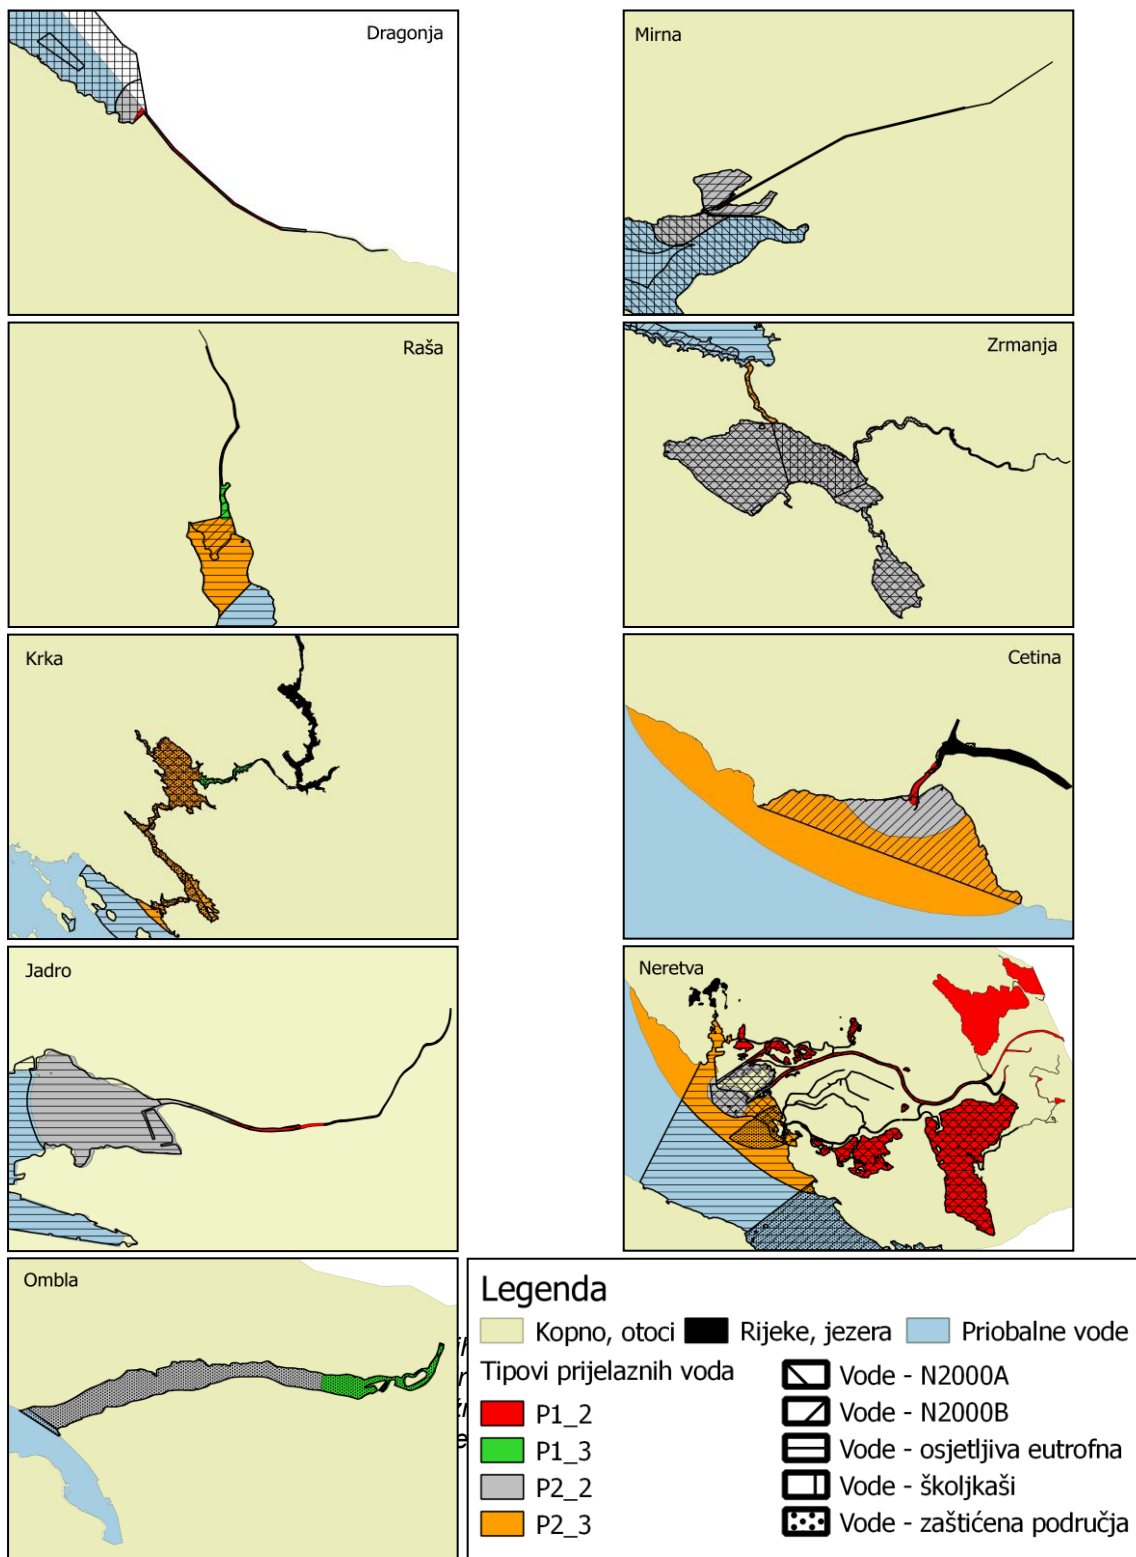 Dragonja
Mirna
Raša
Zrmanja
Krka
Cetina
Jadro
Neretva
Ombla
Legenda
Kopno, otoci
Rijeke, jezera
Priobalne vode
Tipovi prijelaznih voda
P1_2
P1_3
P2_2
P2_3
Vode - N2000A
Vode - N2000B
Vode - osjetljiva eutrofna
Vode - školjkaši
Vode - zaštićena područja